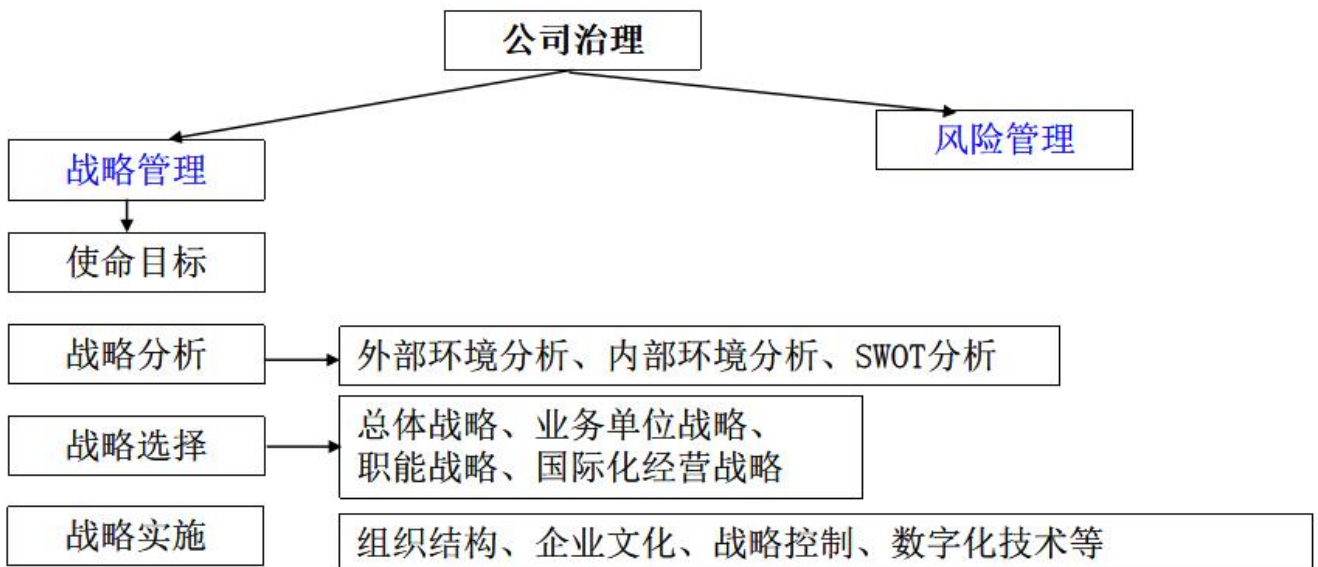 公司治理
风险管理
战略管理
使命目标
战略分析
外部环境分析、内部环境分析、SWOT分析
战略选择
总体战略、业务单位战略、
职能战略、国际化经营战略
战略实施
组织结构、企业文化、战略控制、数字化技术等